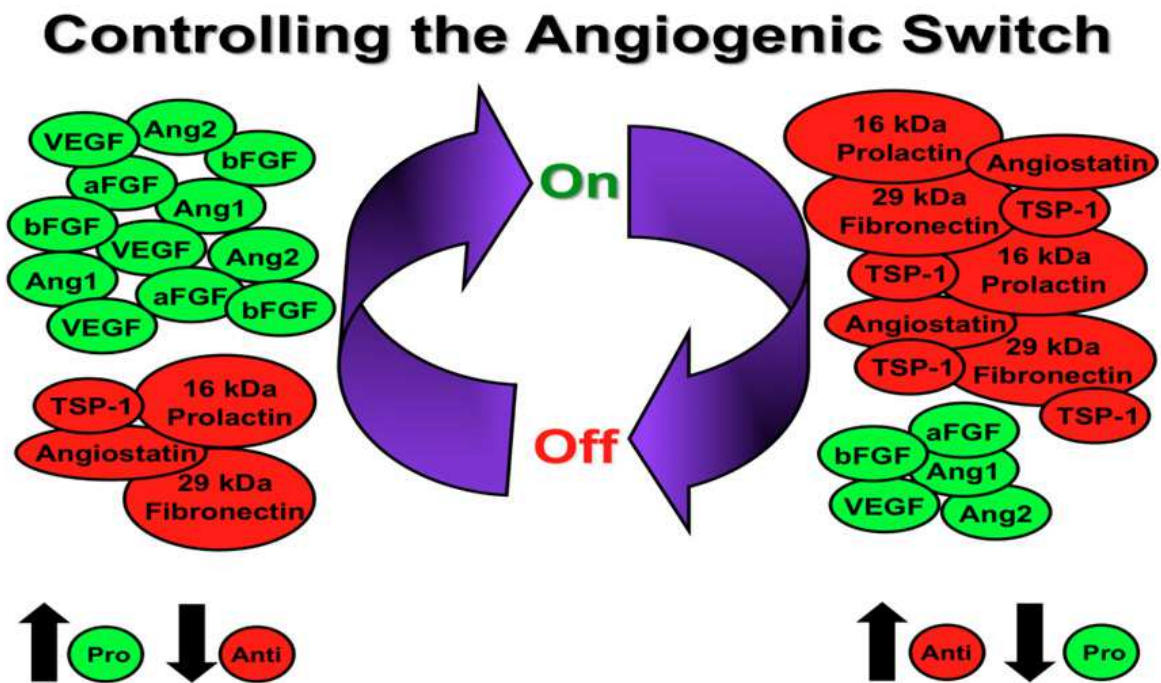 Controlling the Angiogenic Switch
VEGF
Ang2
bFGF
aFGF
Ang1
bFGF
VEGF
Ang2
Ang1
aFGF
bFGF
VEGF
TSP-1
16 kDa
Prolactin
Angiostatin
29 kDa
Fibronectin
Pro
Anti
On
Off
16 kDa
Prolactin
Angiostatin
29 kDa
Fibronectin
TSP-1
TSP-1
16 kDa
Prolactin
Angiostatin
29 kDa
Fibronectin
TSP-1
TSP-1
aFGF
bFGF
Ang1
VEGF
Ang2
Anti
Pro